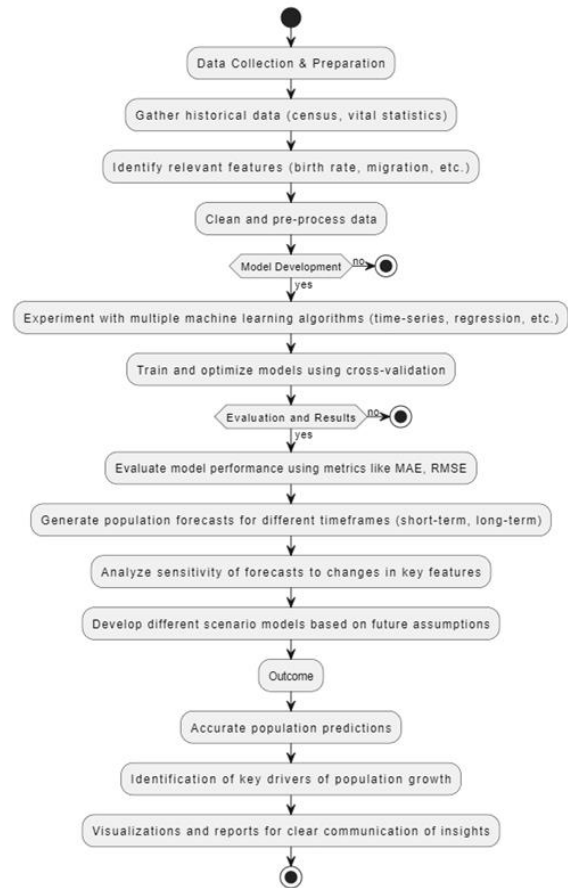 Data Collection & Preparation
Gather historical data (census, vital statistics)
Identify relevant features (birth rate, migration, etc.)
Clean and pre-process data
Model Development
no
yes
Experiment with multiple machine learning algorithms (time-series, regression, etc.)
Train and optimize models using cross-validation
Evaluation and Results
no
yes
Evaluate model performance using metrics like MAE, RMSE
Generate population forecasts for different timeframes (short-term, long-term)
Analyze sensitivity of forecasts to changes in key features
Develop different scenario models based on future assumptions
Outcome
Accurate population predictions
Identification of key drivers of population growth
Visualizations and reports for clear communication of insights